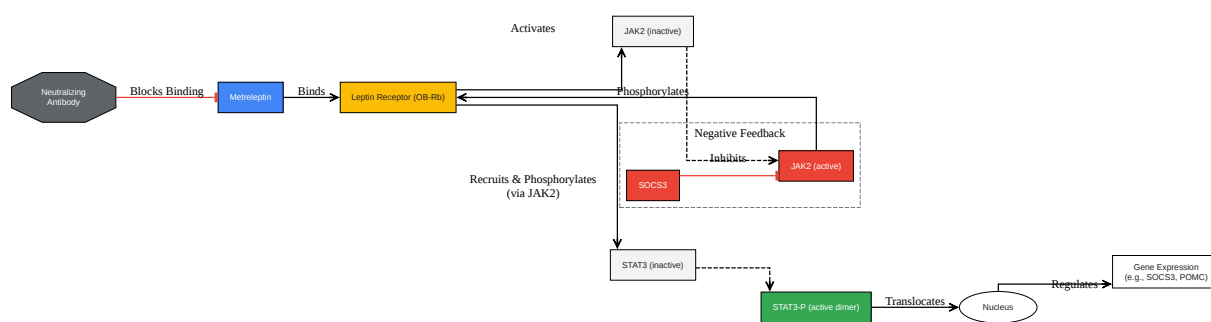 Activates
JAK2 (inactive)
Neutralizing
Antibody
Blocks Binding
Metreleptin
Binds
Leptin Receptor (OB-Rb)
Phosphorylates
Negative Feedback
Inhibits
JAK2 (active)
SOCS3
Recruits & Phosphorylates
(via JAK2)
STAT3 (inactive)
Gene Expression
(e.g., SOCS3, POMC)
Regulates
STAT3-P (active dimer)
Translocates
Nucleus